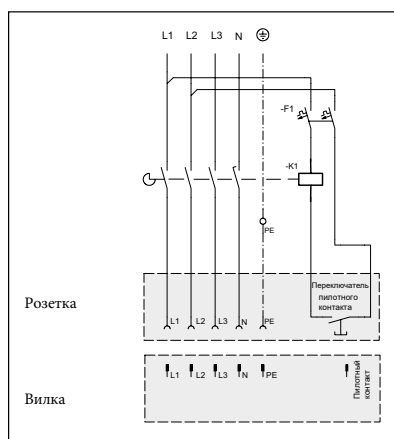 L1 L2 L3 N
-F1
-K1
PE
Переключатель
пилотного
контакта
Розетка
L1 L2 L3 N PE
L1 L2 L3 N PE
Пилотный
контакт
Вилка